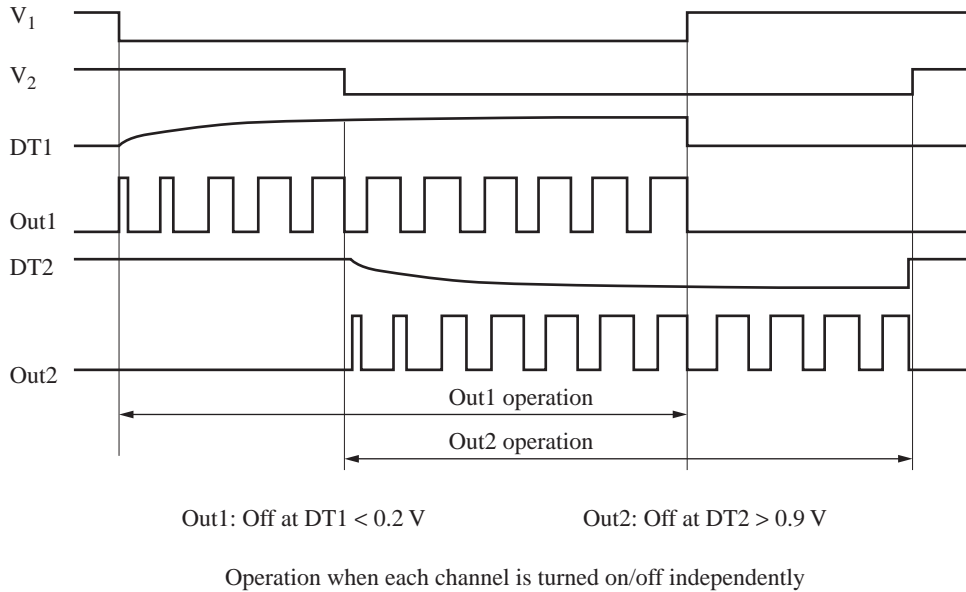 V1
V2
DT1
Out1
DT2
Out2
Out1 operation
Out2 operation
Out1: Off at DT1 < 0.2 V
Out2: Off at DT2 > 0.9 V
Operation when each channel is turned on/off independently